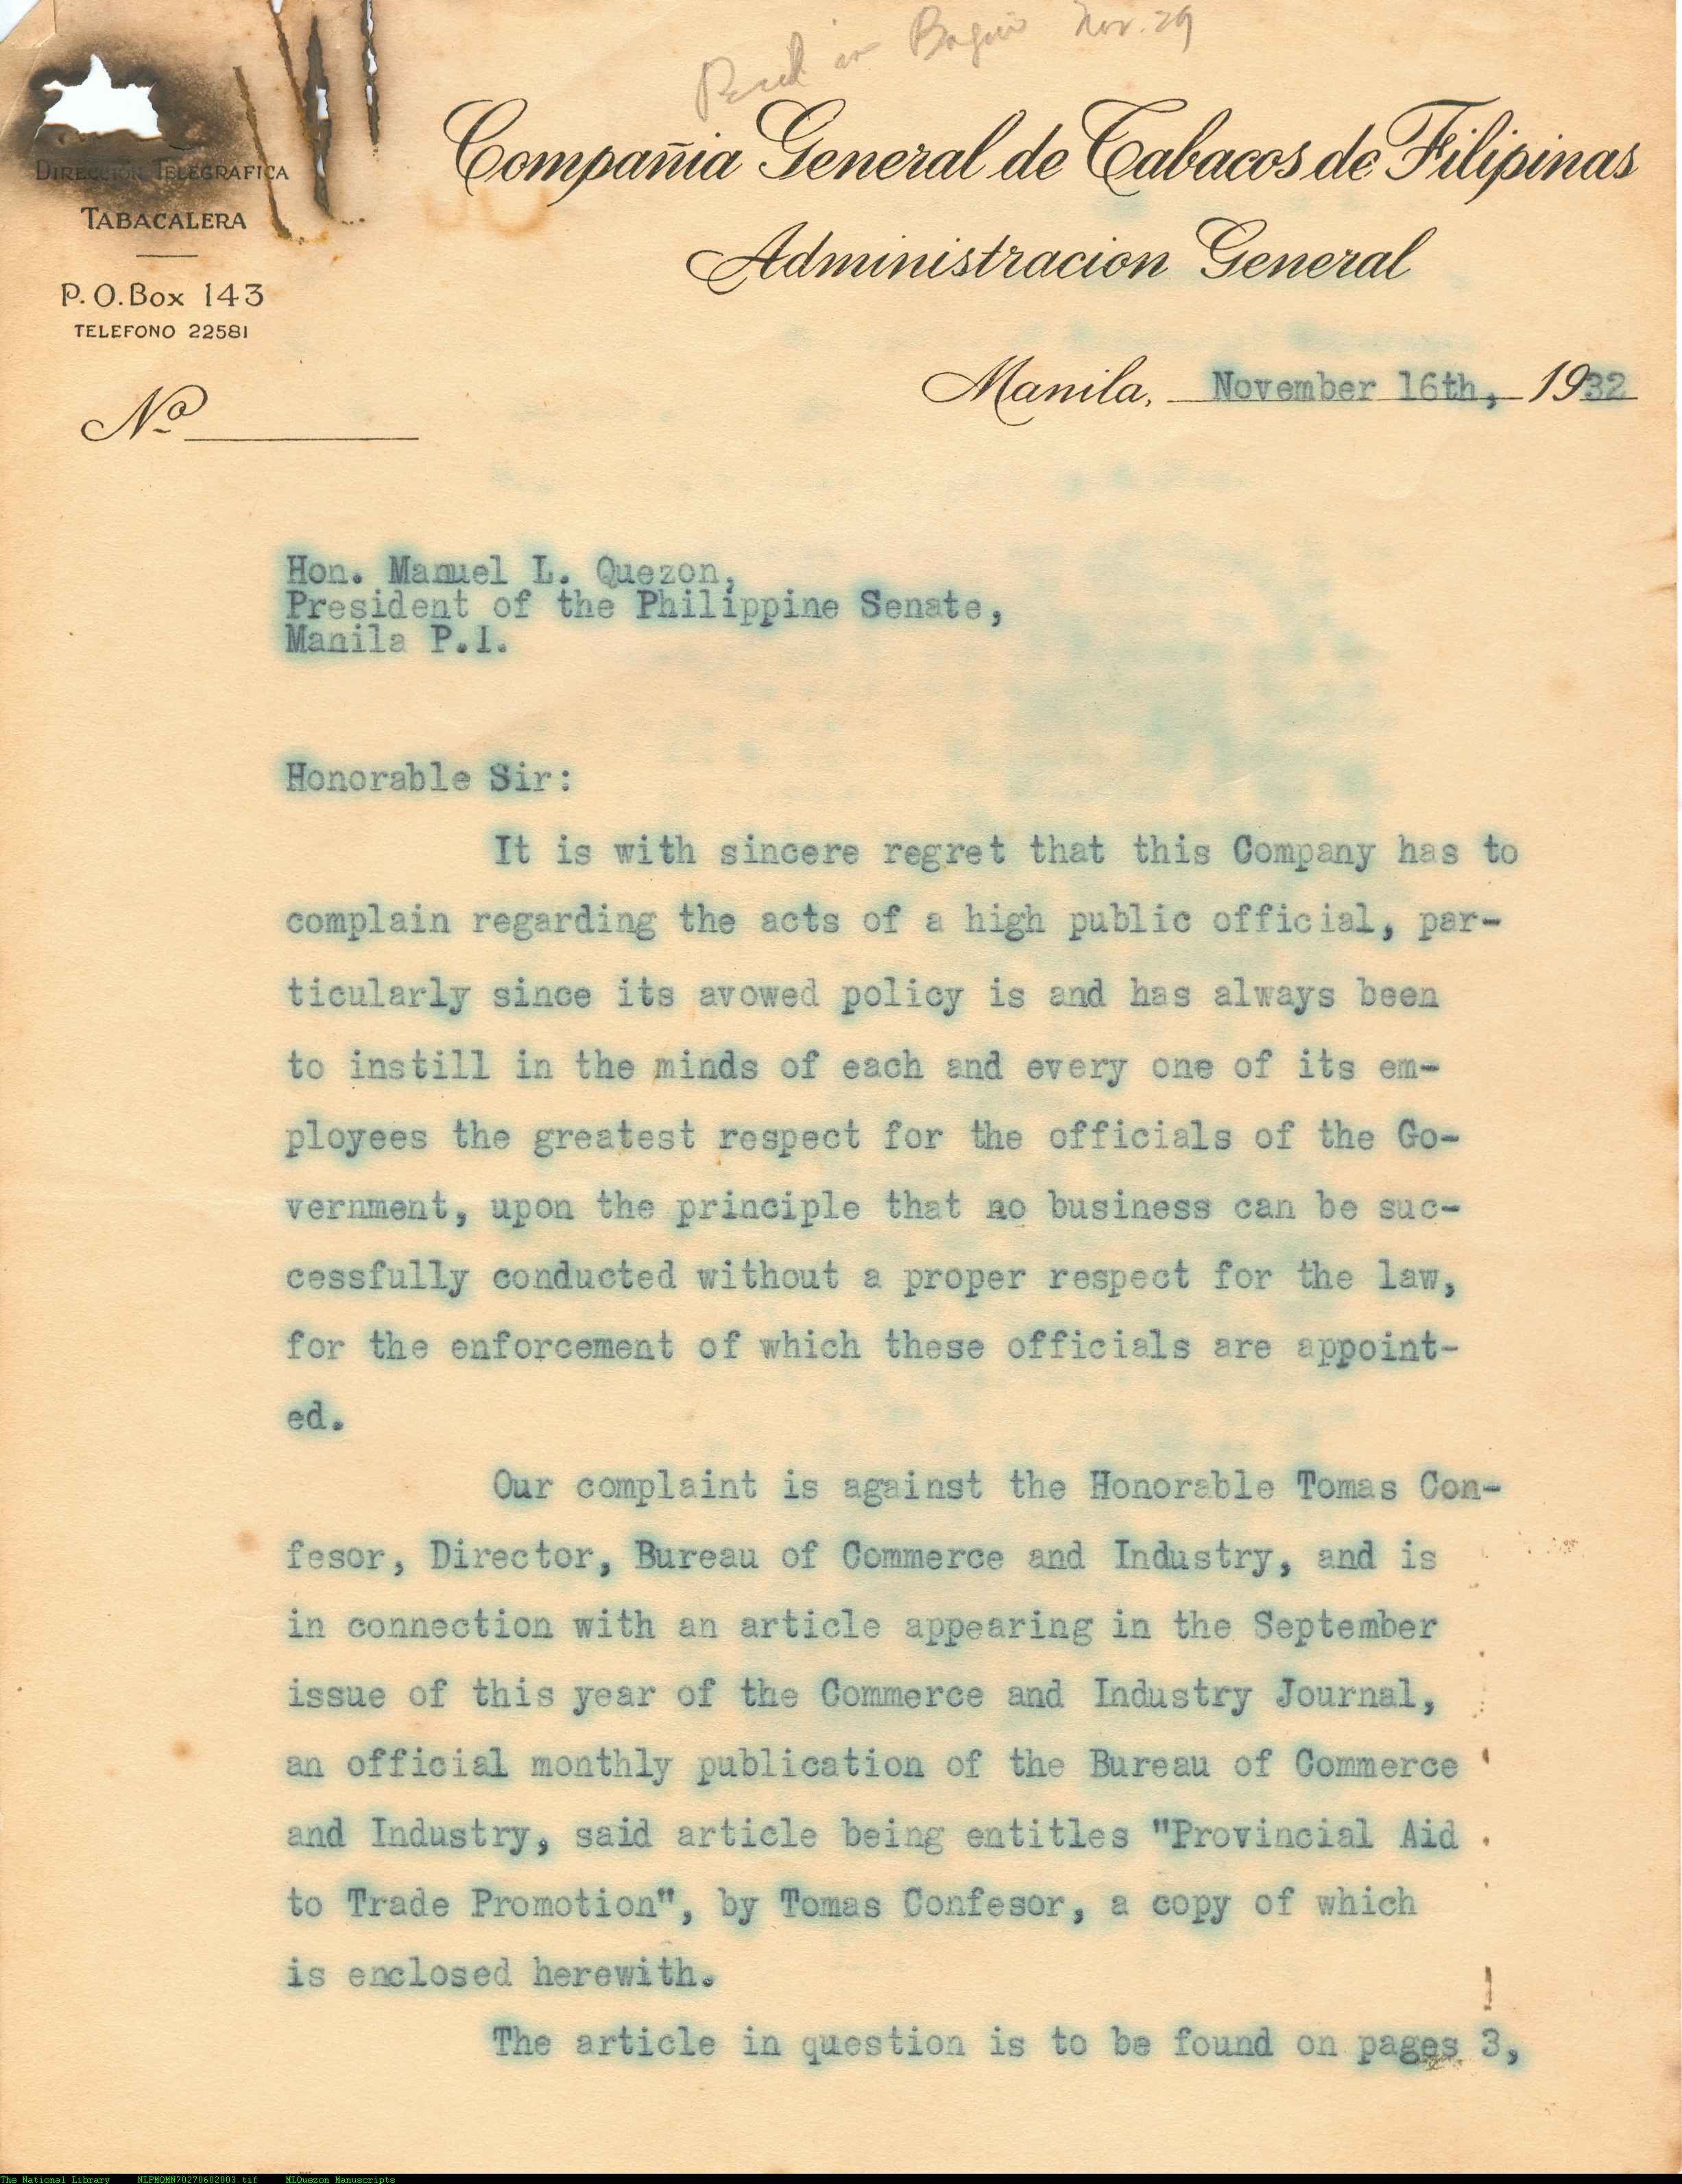 Recd in Baguio Nov. 29
Compañia General de Tabacos de Filipinas
Administracion General
DIRECCION TELEGRAFICA
TABACALERA
P.O. Box 143
TELEFONO 22581
Nº
Manila, November 16th, 1932
Hon. Manuel L. Quezon,
President of the Philippine Senate,
Manila P.I.
Honorable Sir:
It is with sincere regret that this Company has to
complain regarding the acts of a high public official, par-
ticularly since its avowed policy is and has always been
to instill in the minds of each and every one of its em-
ployees the greatest respect for the officials of the Go-
vernment, upon the principle that no business can be suc-
cessfully conducted without a proper respect for the law,
for the enforcement of which these officials are appoint-
ed.
Our complaint is against the Honorable Tomas Con-
fesor, Director, Bureau of Commerce and Industry, and is
in connection with an article appearing in the September
issue of this year of the Commerce and Industry Journal,
an official monthly publication of the Bureau of Commerce
and Industry, said article being entitles "Provincial Aid
to Trade Promotion", by Tomas Confesor, a copy of which
is enclosed herewith.
The article in question is to be found on pages 3,
The National Library NLPMQMN70270602003.tif MLQuezon Manuscripts